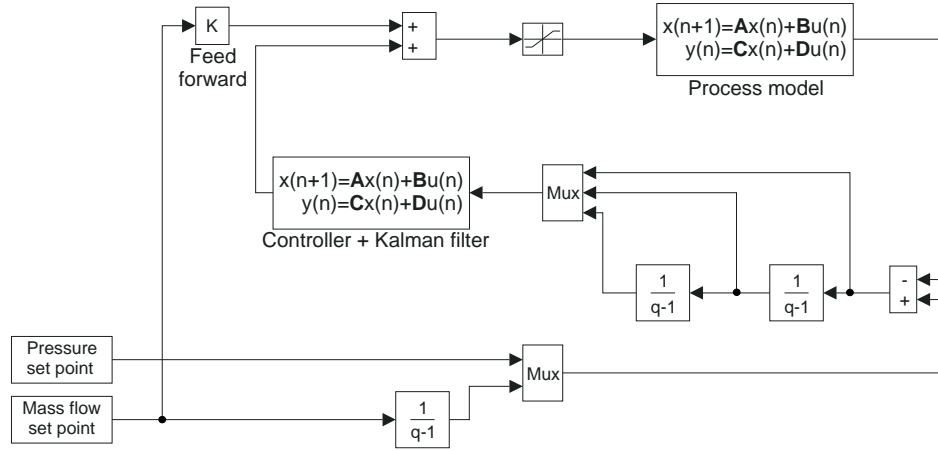 K
Feed
forward
+
+
x(n+1)=Ax(n)+Bu(n)
y(n)=Cx(n)+Du(n)
Process model
x(n+1)=Ax(n)+Bu(n)
y(n)=Cx(n)+Du(n)
Controller + Kalman filter
Mux
1
q-1
1
q-1
-
+
Pressure
set point
Mux
Mass flow
set point
1
q-1